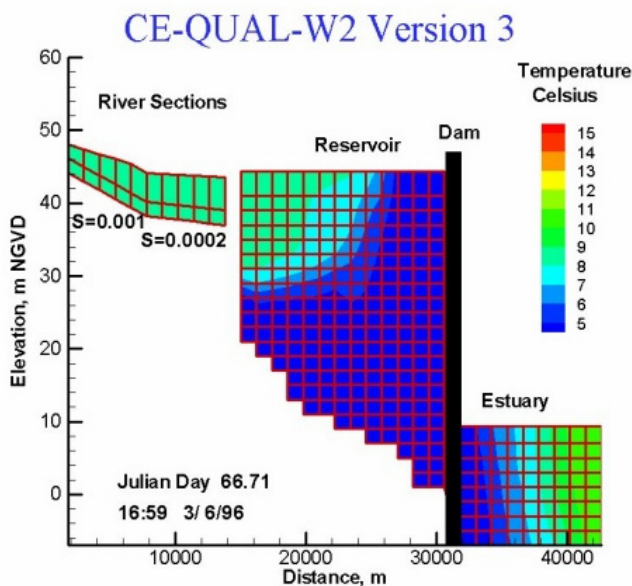 CE-QUAL-W2 Version 3
60
50
40
30
20
10
0
Elevation, m NGVD
River Sections
S=0.001
S=0.0002
Reservoir
Dam
Temperature
Celsius
15
14
13
12
11
10
9
8
7
6
5
Estuary
Julian Day 66.71
16:59 3/ 6/96
10000 20000 30000 40000
Distance, m